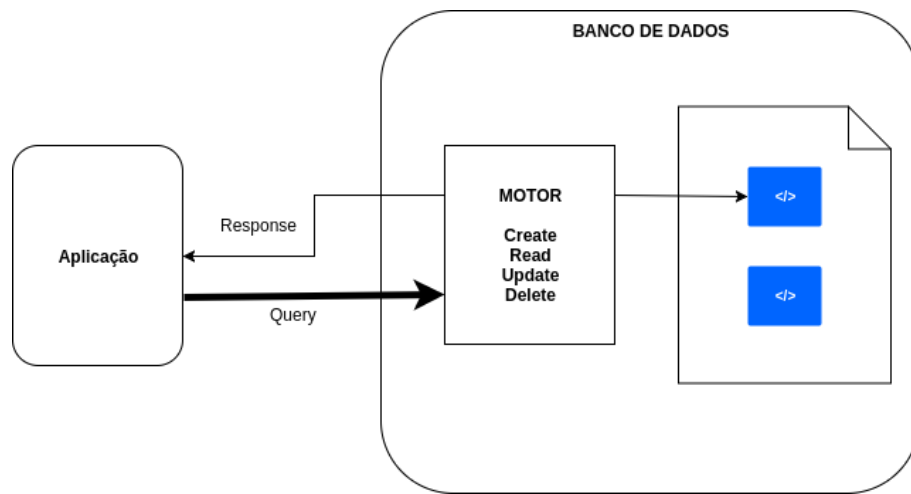 BANCO DE DADOS
Aplicação
Response
Query
MOTOR
Create
Read
Update
Delete
</>
</>